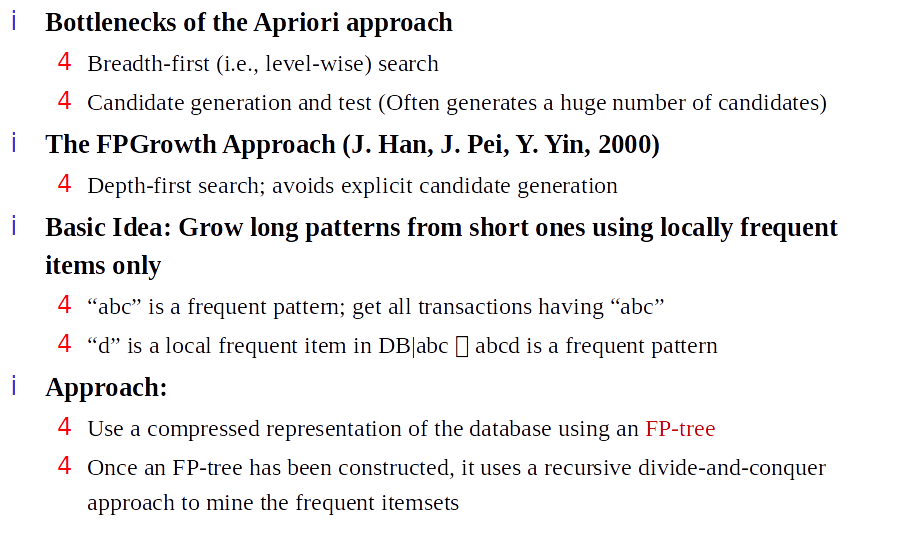 i Bottlenecks of the Apriori approach
4 Breadth-first (i.e., level-wise) search
4 Candidate generation and test (Often generates a huge number of candidates)
i The FPGrowth Approach (J. Han, J. Pei, Y. Yin, 2000)
4 Depth-first search; avoids explicit candidate generation
i Basic Idea: Grow long patterns from short ones using locally frequent
items only
4 “abc” is a frequent pattern; get all transactions having “abc”
4 “d” is a local frequent item in DB|abc  abcd is a frequent pattern
i Approach:
4 Use a compressed representation of the database using an FP-tree
4 Once an FP-tree has been constructed, it uses a recursive divide-and-conquer
approach to mine the frequent itemsets